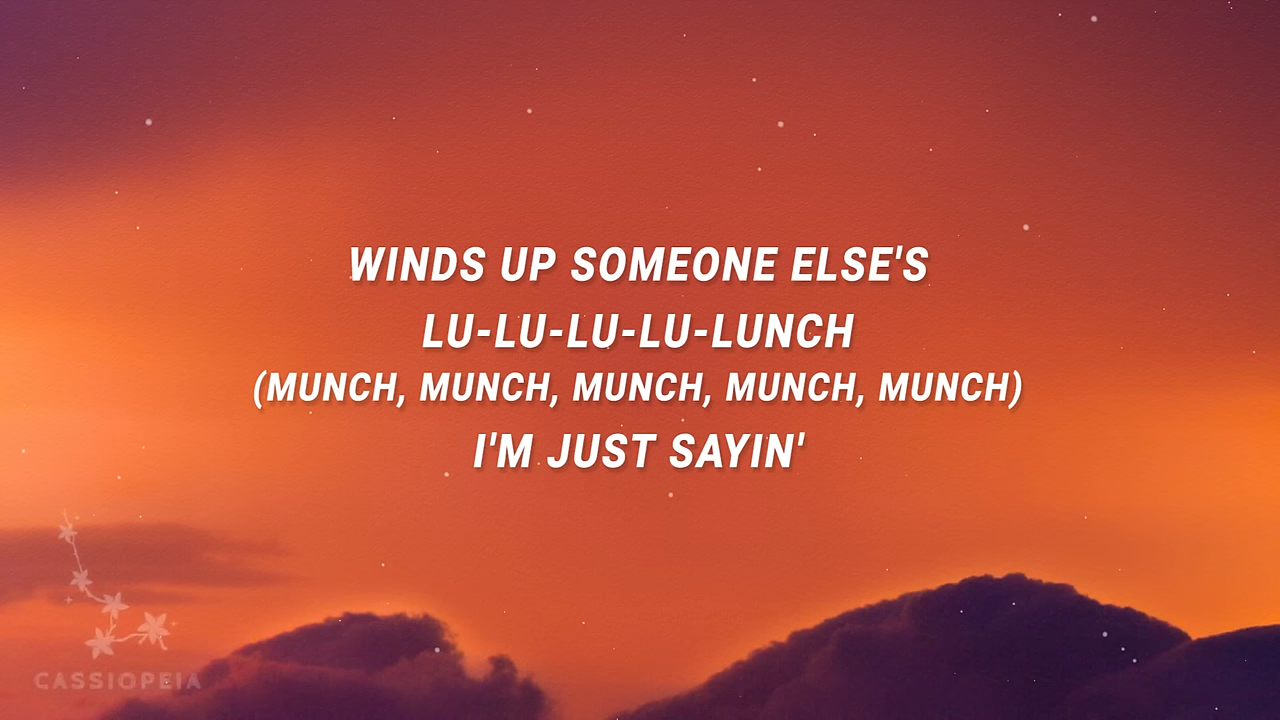 WINDS UP SOMEONE ELSE'S
LU-LU-LU-LU-LUNCH
(MUNCH, MUNCH, MUNCH, MUNCH, MUNCH)
I'M JUST SAYIN'
CASSIOPEIA